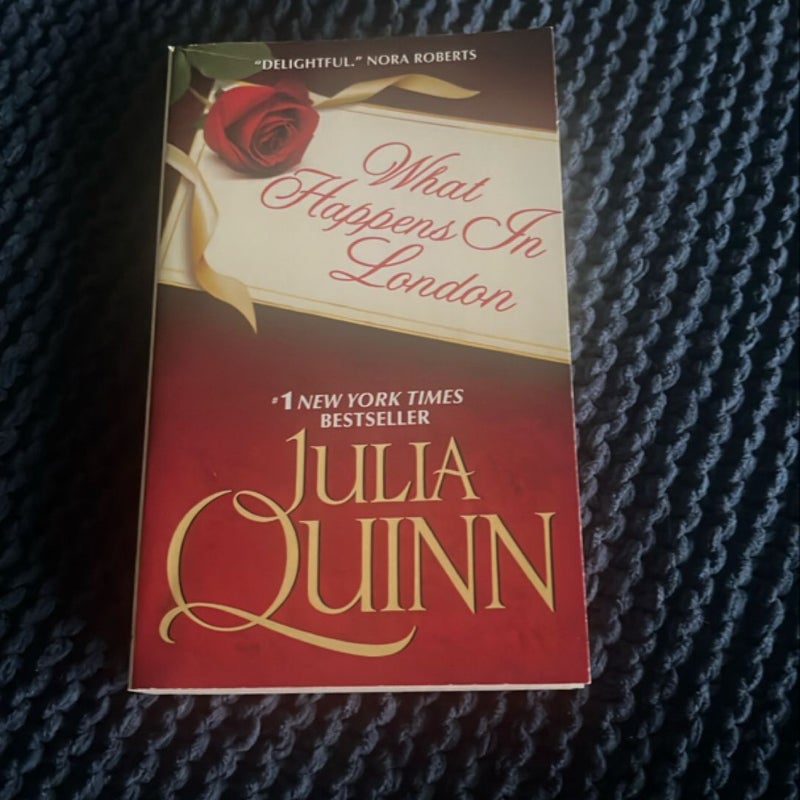 "DELIGHTFUL." NORA ROBERTS
What
Happens In
London
#1 NEW YORK TIMES
BESTSELLER
JULIA
QUINN